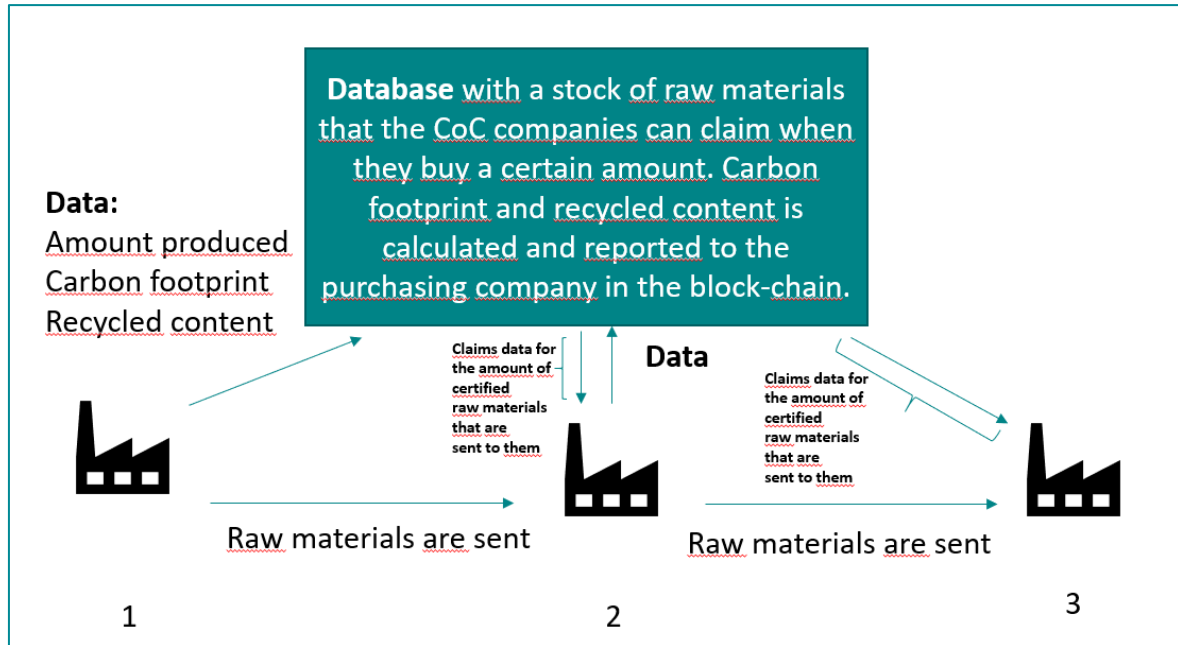 Database with a stock of raw materials
that the CoC companies can claim when
they buy a certain amount. Carbon
footprint and recycled content is
calculated and reported to the
purchasing company in the block-chain.
Data:
Amount produced
Carbon footprint
Recycled content
Claims data for
the amount of
certified
raw materials
that are
sent to them
Data
Claims data for
the amount of
certified
raw materials
that are
sent to them
Raw materials are sent
Raw materials are sent
1
2
3